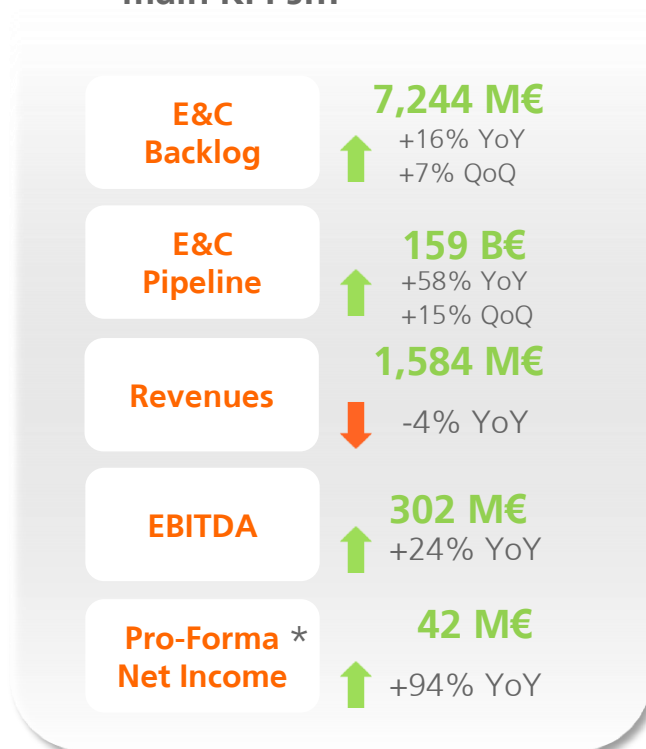 E&C
Backlog
7,244 M€
+16% YoY
+7% QoQ
E&C
Pipeline
159 B€
+58% YoY
+15% QoQ
Revenues
1,584 M€
-4% YoY
EBITDA
302 M€
+24% YoY
Pro-Forma *
Net Income
42 M€
+94% YoY